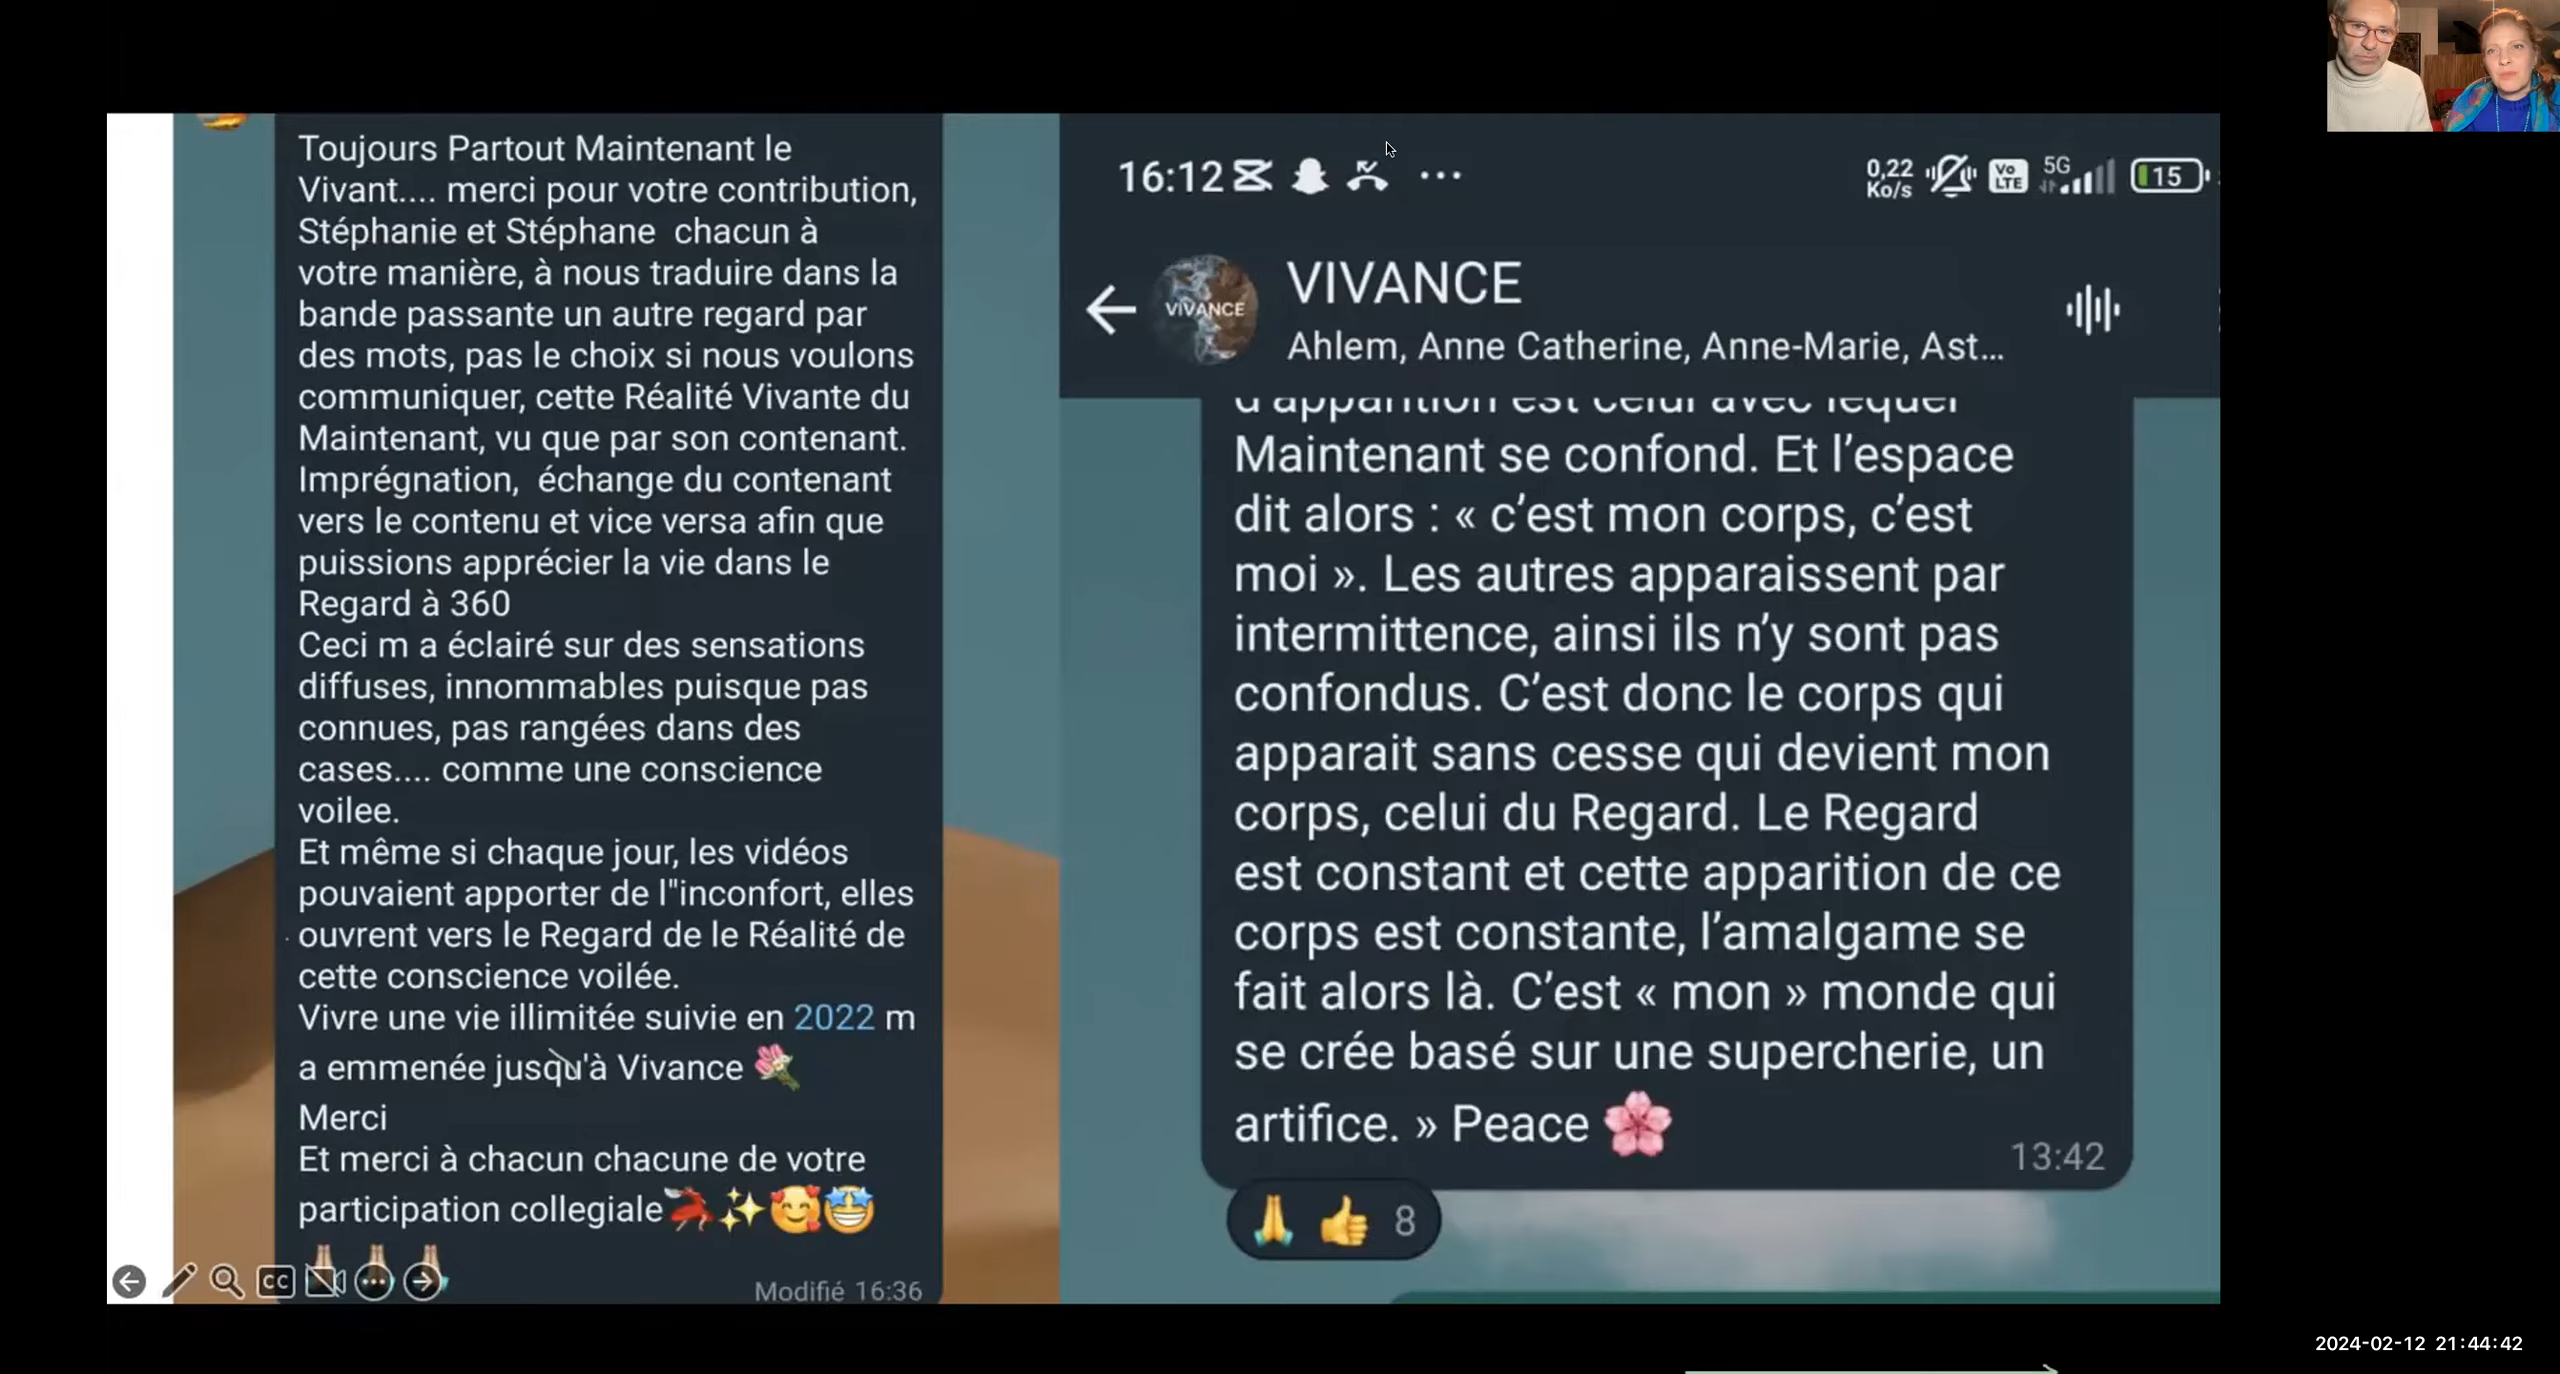 Toujours Partout Maintenant le
Vivant.... merci pour votre contribution,
Stéphanie et Stéphane  chacun à
votre manière, à nous traduire dans la
bande passante un autre regard par
des mots, pas le choix si nous voulons
communiquer, cette Réalité Vivante du
Maintenant, vu que par son contenant.
Imprégnation,  échange du contenant
vers le contenu et vice versa afin que
puissions apprécier la vie dans le
Regard à 360
Ceci m a éclairé sur des sensations
diffuses, innommables puisque pas
connues, pas rangées dans des
cases.... comme une conscience
voilee.
Et même si chaque jour, les vidéos
pouvaient apporter de l"inconfort, elles
ouvrent vers le Regard de le Réalité de
cette conscience voilée.
Vivre une vie illimitée suivie en 2022 m
a emmenée jusqu'à Vivance 💐
Merci
Et merci à chacun chacune de votre
participation collegiale💃✨🥰🤩
🙏🙏🙏
Modifié 16:36
CC
16:12 ...
0,22
Ko/s
Vo
LTE
5G
15
VIVANCE
VIVANCE
Ahlem, Anne Catherine, Anne-Marie, Ast...
d'apparition est celui avec lequel
Maintenant se confond. Et l’espace
dit alors : « c’est mon corps, c’est
moi ». Les autres apparaissent par
intermittence, ainsi ils n’y sont pas
confondus. C’est donc le corps qui
apparait sans cesse qui devient mon
corps, celui du Regard. Le Regard
est constant et cette apparition de ce
corps est constante, l’amalgame se
fait alors là. C’est « mon » monde qui
se crée basé sur une supercherie, un
artifice. » Peace 🌸
13:42
🙏 👍 8
2024-02-12 21:44:42